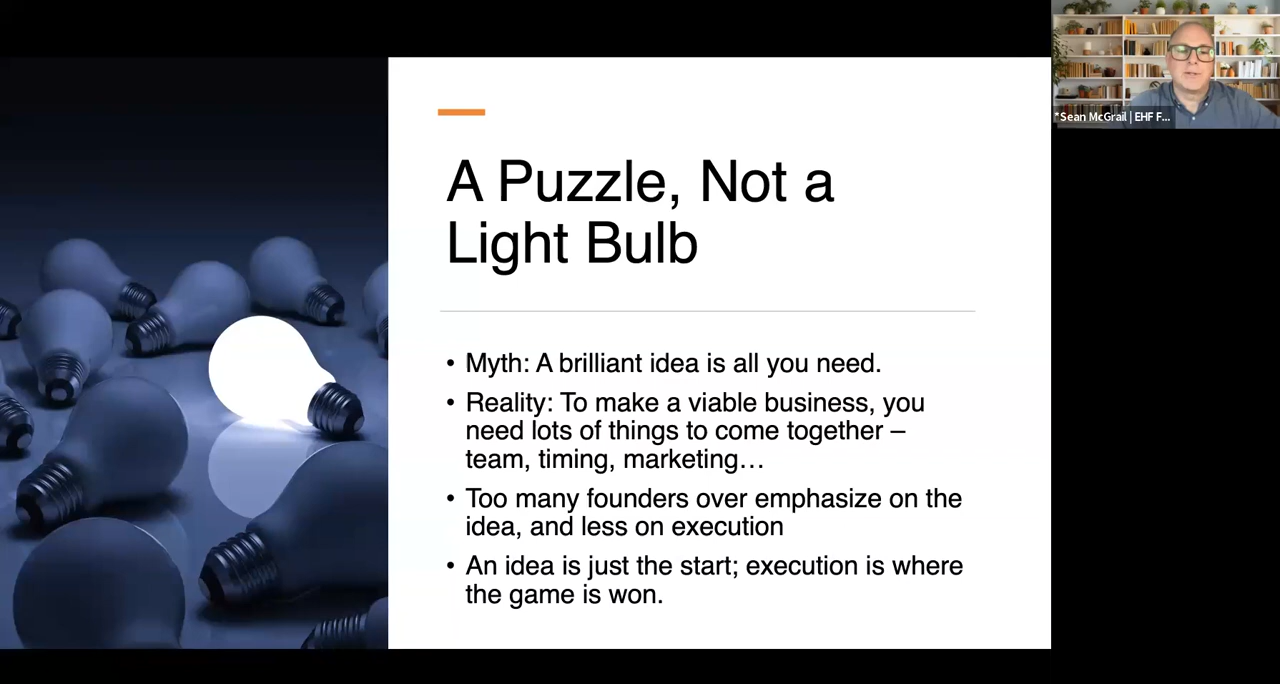 A Puzzle, Not a
Light Bulb
• Myth: A brilliant idea is all you need.
• Reality: To make a viable business, you
need lots of things to come together –
team, timing, marketing…
• Too many founders over emphasize on the
idea, and less on execution
• An idea is just the start; execution is where
the game is won.
*Sean McGrail | EHF F...